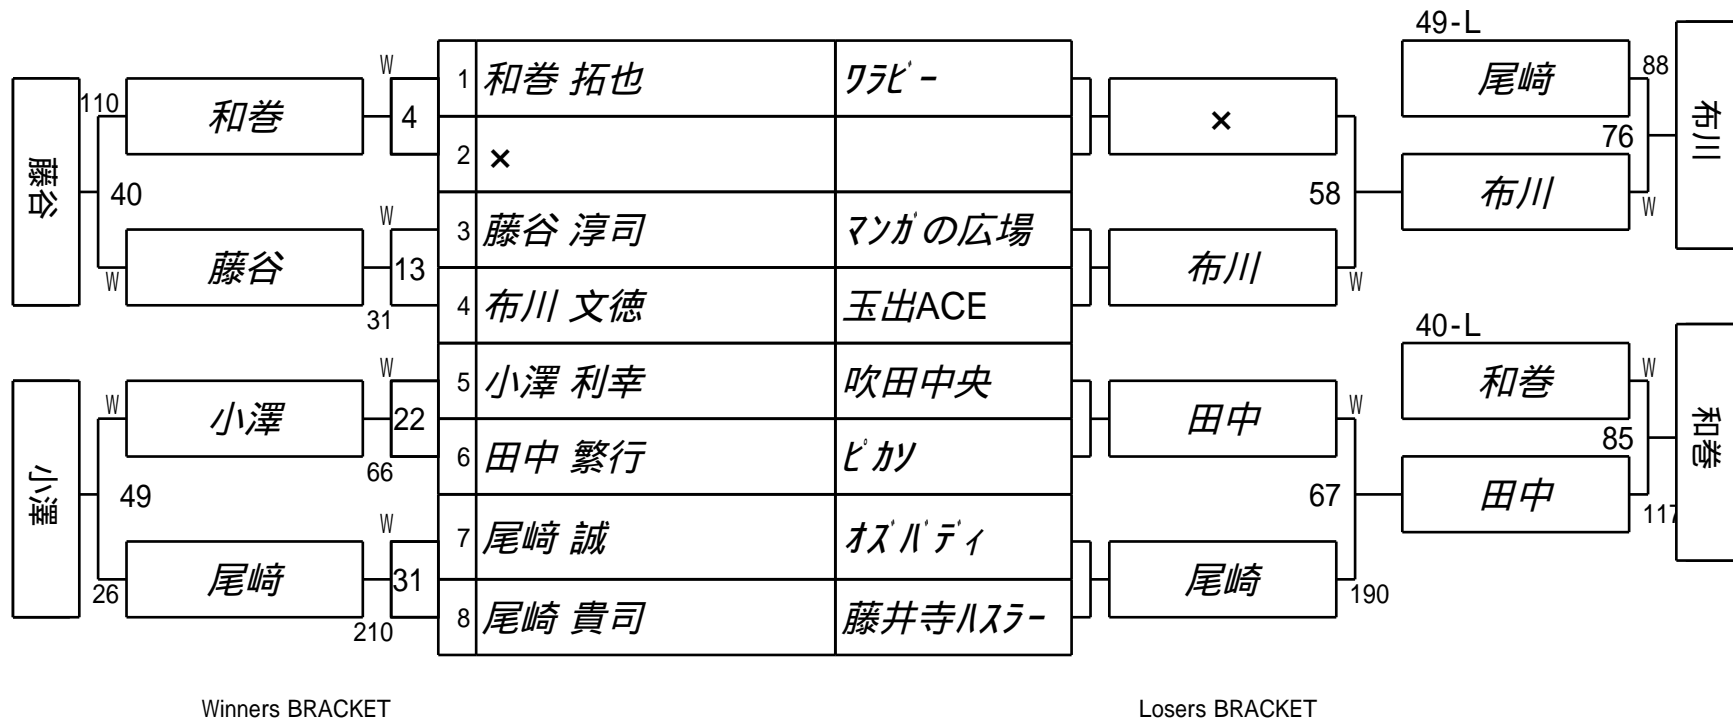 49-L
W
1 和巻 拓也 ﾜﾗﾋﾞｰ
尾﨑
88
110
和巻
4
×
布川
2 ×
76
藤谷
40
58
布川
W
3 藤谷 淳司 ﾏﾝｶﾞの広場
W
藤谷
13
布川
W
W
4 布川 文徳 玉出ACE
31
40-L
W
5 小澤 利幸 吹田中央
和巻
W
W
小澤
22
田中
W
85
和巻
6 田中 繁行 ﾋﾟｶｿ
66
小澤
49
67
田中
117
W
7 尾﨑 誠 ｵｽﾞﾊﾞﾃﾞｨ
26
尾﨑
31
尾崎
190
8 尾崎 貴司 藤井寺ﾊｽﾗｰ
210
Winners BRACKET
Losers BRACKET